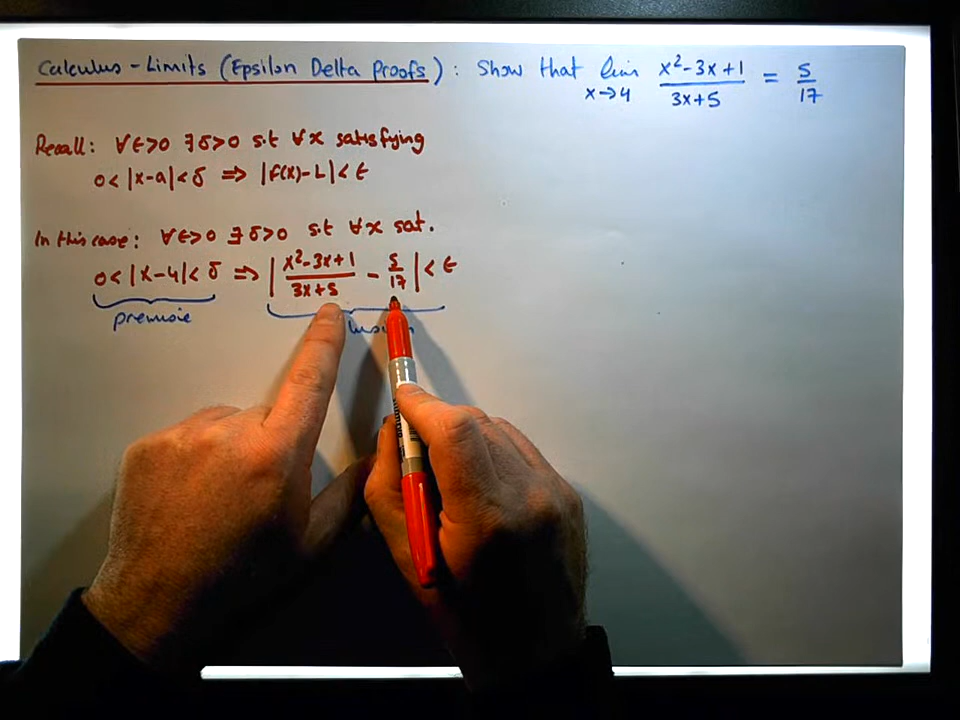 Calculus - Limits (Epsilon Delta Proofs) : Show that lim x→4 (x²-3x+1)/(3x+5) = 5/17
Recall: ∀ϵ>0 ∃δ>0 s.t ∀x satisfying
0<|x-a|<δ ⇒ |f(x)-L|<ϵ
In this case: ∀ϵ>0 ∃δ>0 s.t ∀x sat.
0<|x-4|<δ ⇒ |(x²-3x+1)/(3x+5) - 5/17|<ϵ
premisie